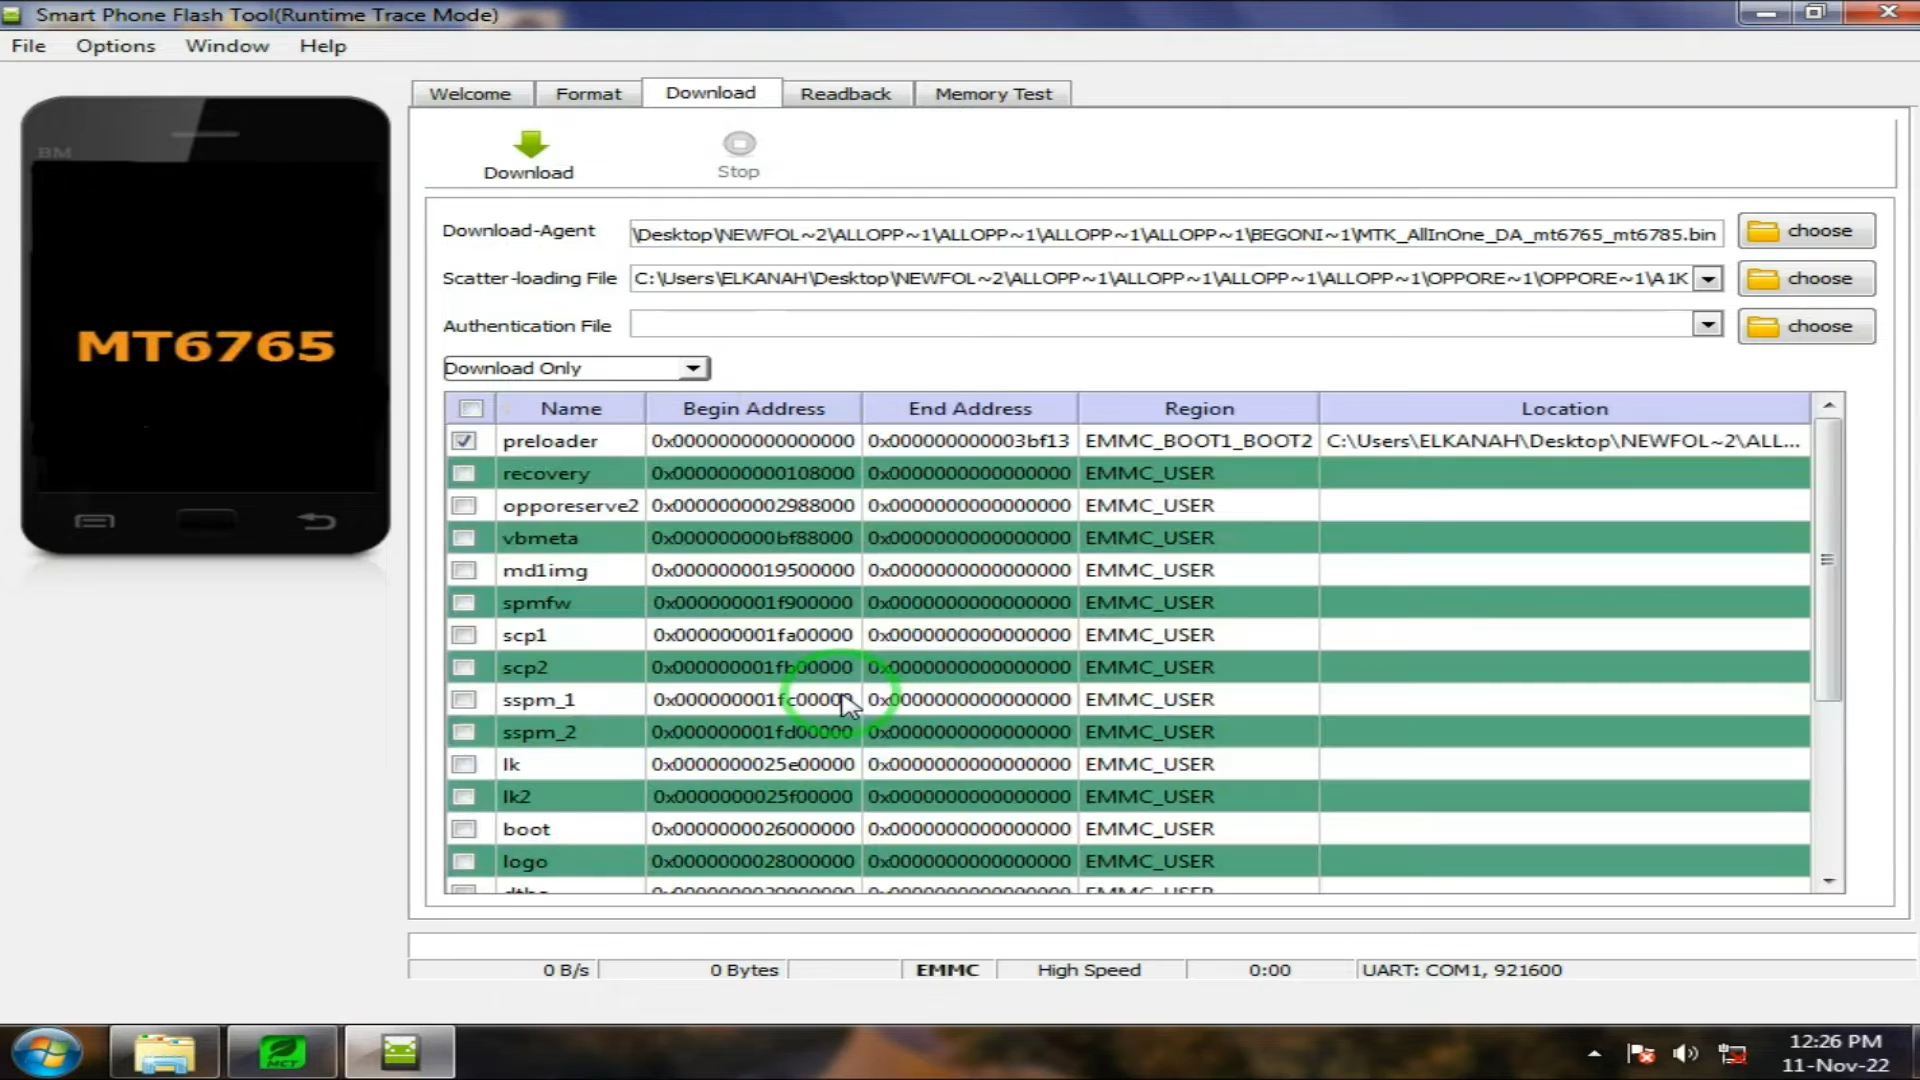 Smart Phone Flash Tool(Runtime Trace Mode)
File Options Window Help
Welcome Format Download Readback Memory Test
BM
Download Stop
Download-Agent \Desktop\NEWFOL~2\ALLOPP~1\ALLOPP~1\ALLOPP~1\ALLOPP~1\BEGONI~1\MTK_AllInOne_DA_mt6765_mt6785.bin choose
Scatter-loading File C:\Users\ELKANAH\Desktop\NEWFOL~2\ALLOPP~1\ALLOPP~1\ALLOPP~1\ALLOPP~1\OPPORE~1\OPPORE~1\A1K choose
Authentication File choose
MT6765
Download Only
Name Begin Address End Address Region Location
preloader 0x0000000000000000 0x000000000003bf13 EMMC_BOOT1_BOOT2 C:\Users\ELKANAH\Desktop\NEWFOL~2\ALL...
recovery 0x0000000000108000 0x0000000000000000 EMMC_USER
opporeserve2 0x0000000002988000 0x0000000000000000 EMMC_USER
vbmeta 0x000000000bf88000 0x0000000000000000 EMMC_USER
md1img 0x0000000019500000 0x0000000000000000 EMMC_USER
spmfw 0x000000001f900000 0x0000000000000000 EMMC_USER
scp1 0x000000001fa00000 0x0000000000000000 EMMC_USER
scp2 0x000000001fb00000 0x0000000000000000 EMMC_USER
sspm_1 0x000000001fc00000 0x0000000000000000 EMMC_USER
sspm_2 0x000000001fd00000 0x0000000000000000 EMMC_USER
lk 0x0000000025e00000 0x0000000000000000 EMMC_USER
lk2 0x0000000025f00000 0x0000000000000000 EMMC_USER
boot 0x0000000026000000 0x0000000000000000 EMMC_USER
logo 0x0000000028000000 0x0000000000000000 EMMC_USER
0 B/s 0 Bytes EMMC High Speed 0:00 UART: COM1, 921600
MCT
12:26 PM
11-Nov-22